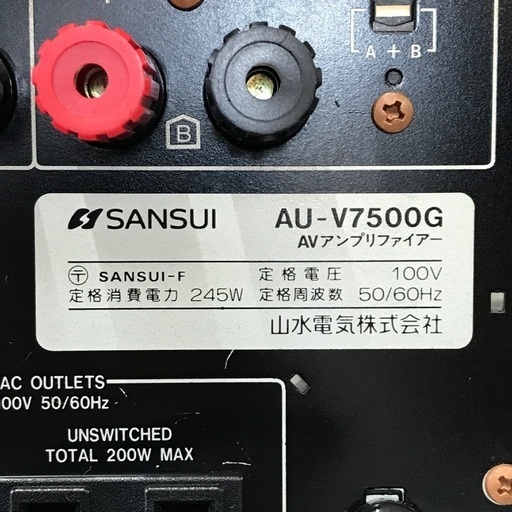 A + B
B
SANSUI AU-V7500G
AVアンプリファイアー
〒 SANSUI-F 定格電圧 100V
定格消費電力 245W 定格周波数 50/60Hz
山水電気株式会社
AC OUTLETS
100V 50/60Hz
UNSWITCHED
TOTAL 200W MAX